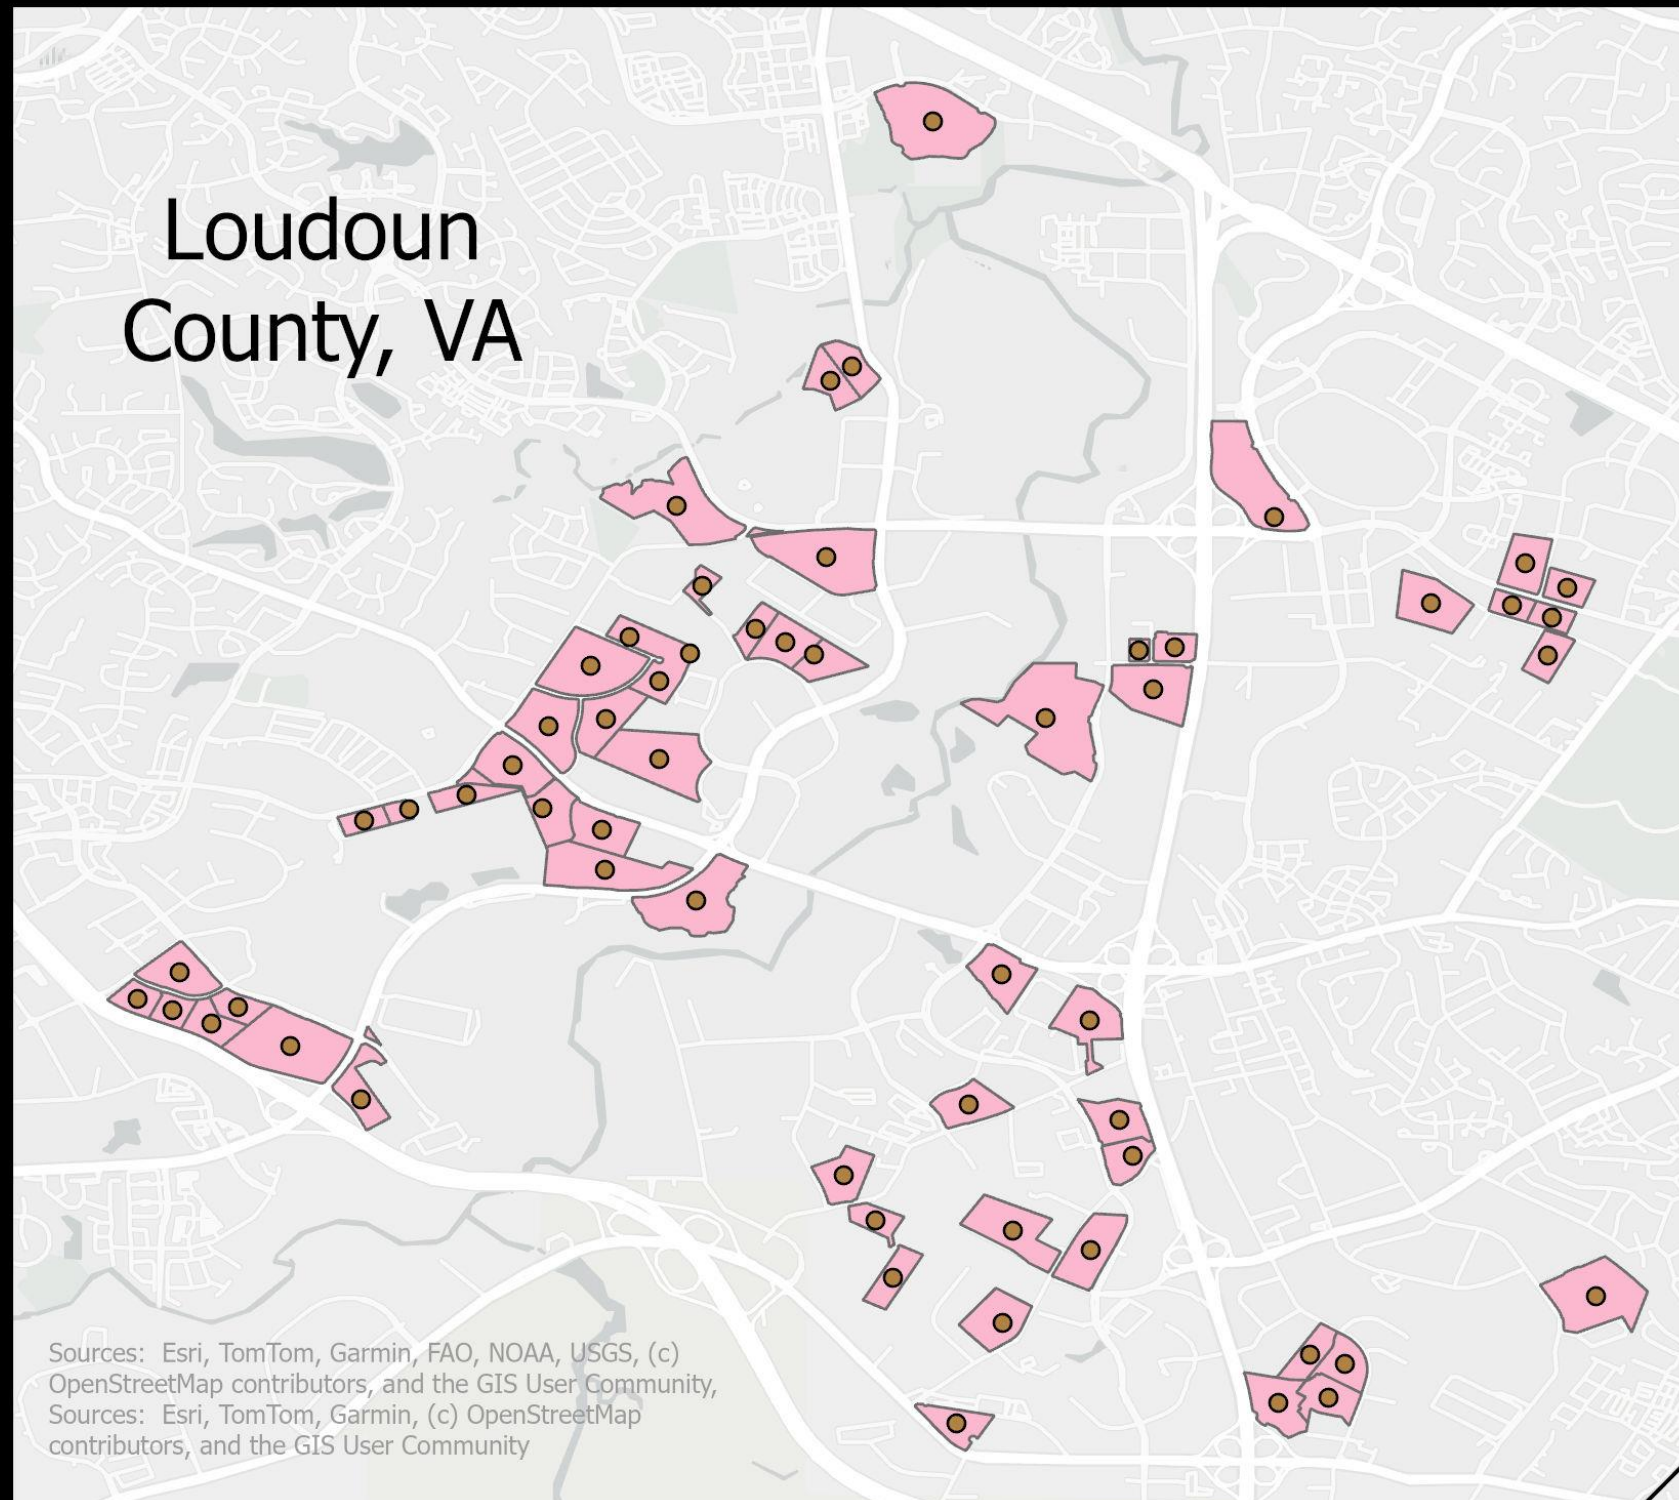 Loudoun
County, VA
Sources: Esri, TomTom, Garmin, FAO, NOAA, USGS, (c)
OpenStreetMap contributors, and the GIS User Community,
Sources: Esri, TomTom, Garmin, (c) OpenStreetMap
contributors, and the GIS User Community